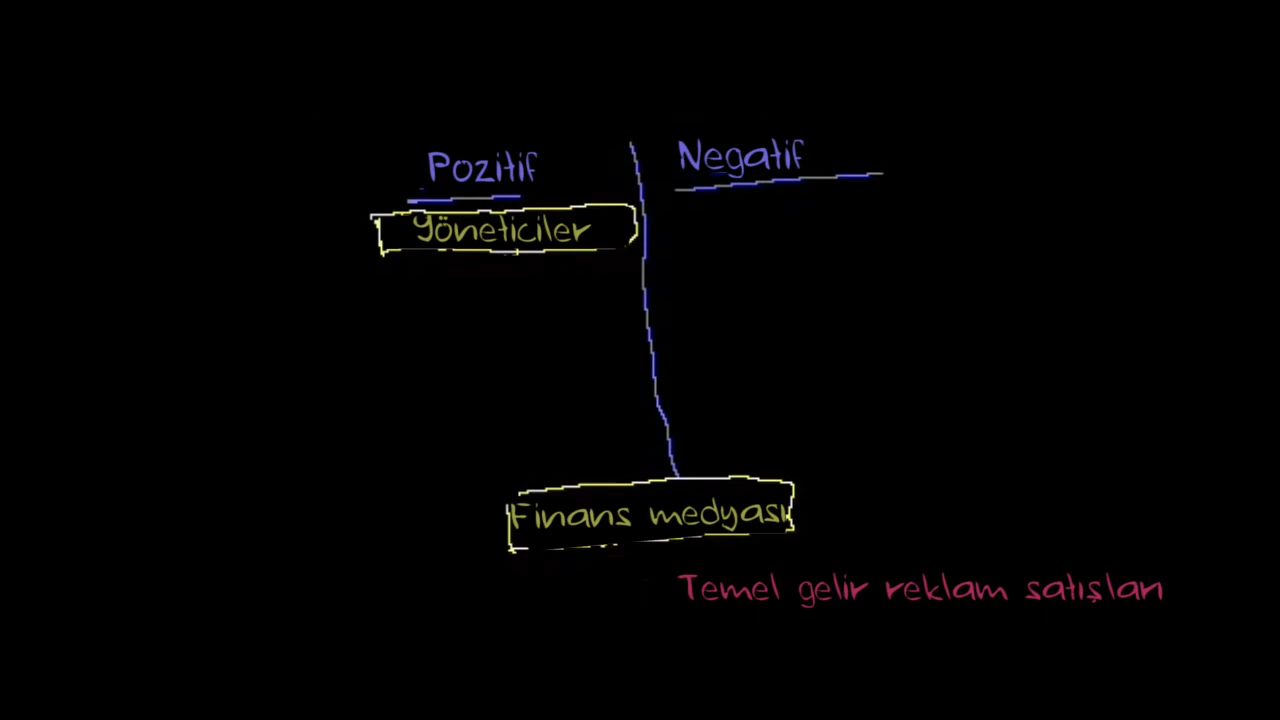 Pozitif
Negatif
Yöneticiler
Finans medyası
Temel gelir reklam satışları